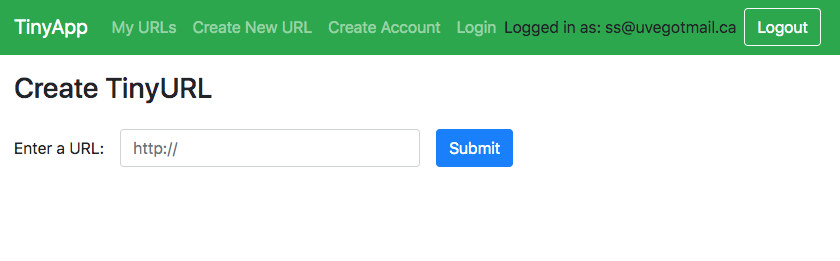 TinyApp My URLs Create New URL Create Account Login Logged in as: ss@uvegotmail.ca Logout
Create TinyURL
Enter a URL: http:// Submit